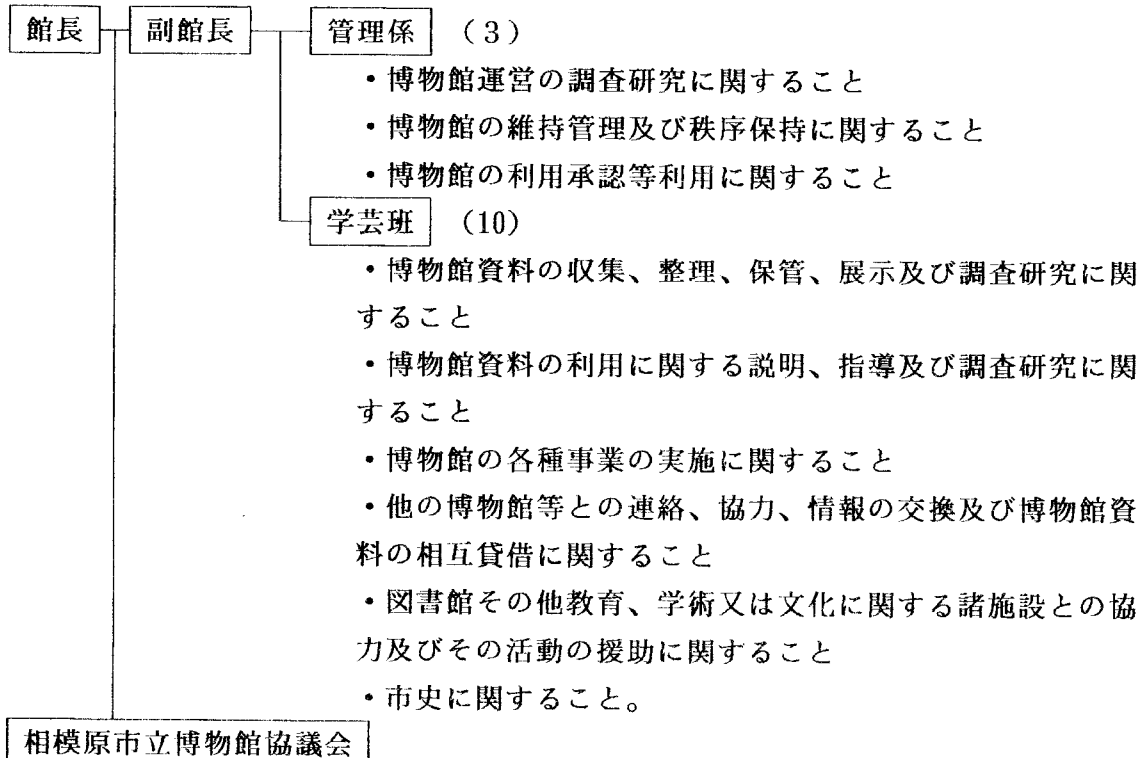 館長 副館長 管理係 (3)
・博物館運営の調査研究に関すること
・博物館の維持管理及び秩序保持に関すること
・博物館の利用承認等利用に関すること
学芸班 (10)
・博物館資料の収集、整理、保管、展示及び調査研究に関
すること
・博物館資料の利用に関する説明、指導及び調査研究に関
すること
・博物館の各種事業の実施に関すること
・他の博物館等との連絡、協力、情報の交換及び博物館資
料の相互貸借に関すること
・図書館その他教育、学術又は文化に関する諸施設との協
力及びその活動の援助に関すること
・市史に関すること。
相模原市立博物館協議会